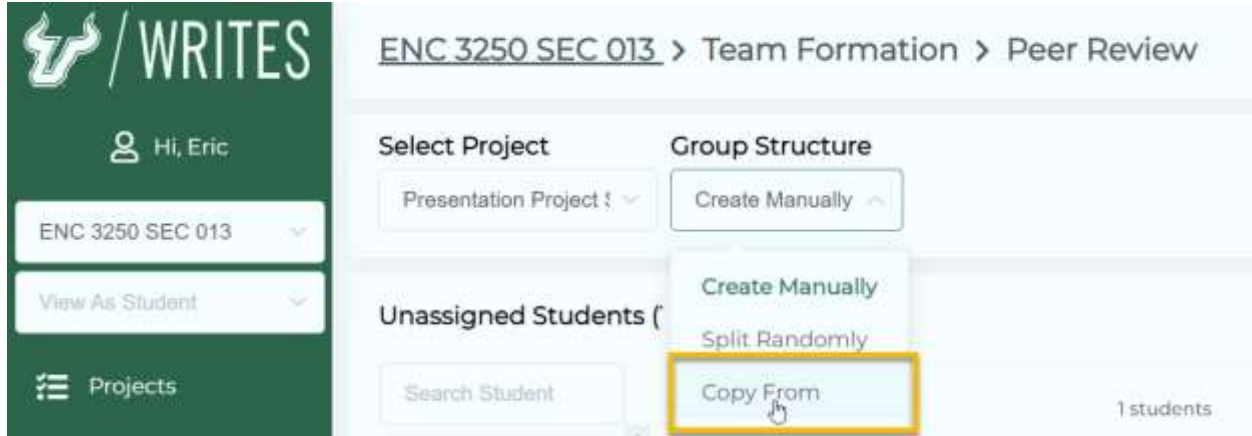 /WRITES
Hi, Eric
ENC 3250 SEC 013
View As Student
Projects
ENC 3250 SEC 013 > Team Formation > Peer Review
Select Project
Group Structure
Presentation Project
Create Manually
Create Manually
Split Randomly
Copy From
Unassigned Students (
Search Student
1 students